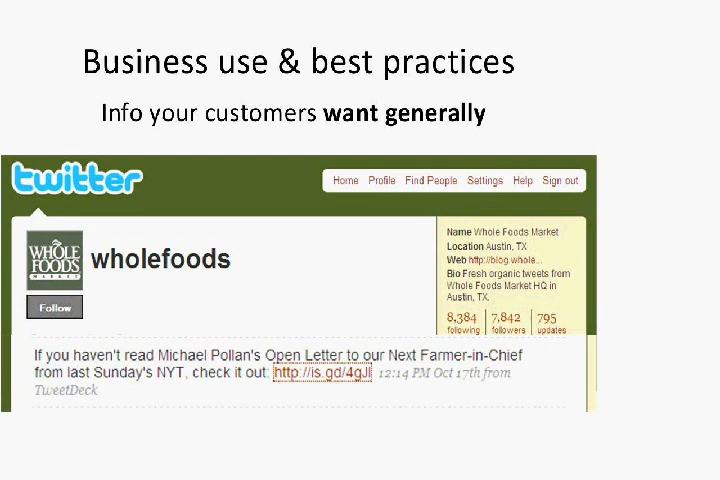 Business use & best practices
Info your customers want generally
twitter
Home Profile Find People Settings Help Sign out
WHOLE
FOODS
MARKET
wholefoods
Follow
Name Whole Foods Market
Location Austin, TX
Web http://blog.whole...
Bio Fresh organic tweets from
Whole Foods Market HQ in
Austin, TX.
8,384 7,842 795
following followers updates
If you haven't read Michael Pollan's Open Letter to our Next Farmer-in-Chief
from last Sunday's NYT, check it out: http://is.gd/4gJI 12:14 PM Oct 17th from
TweetDeck